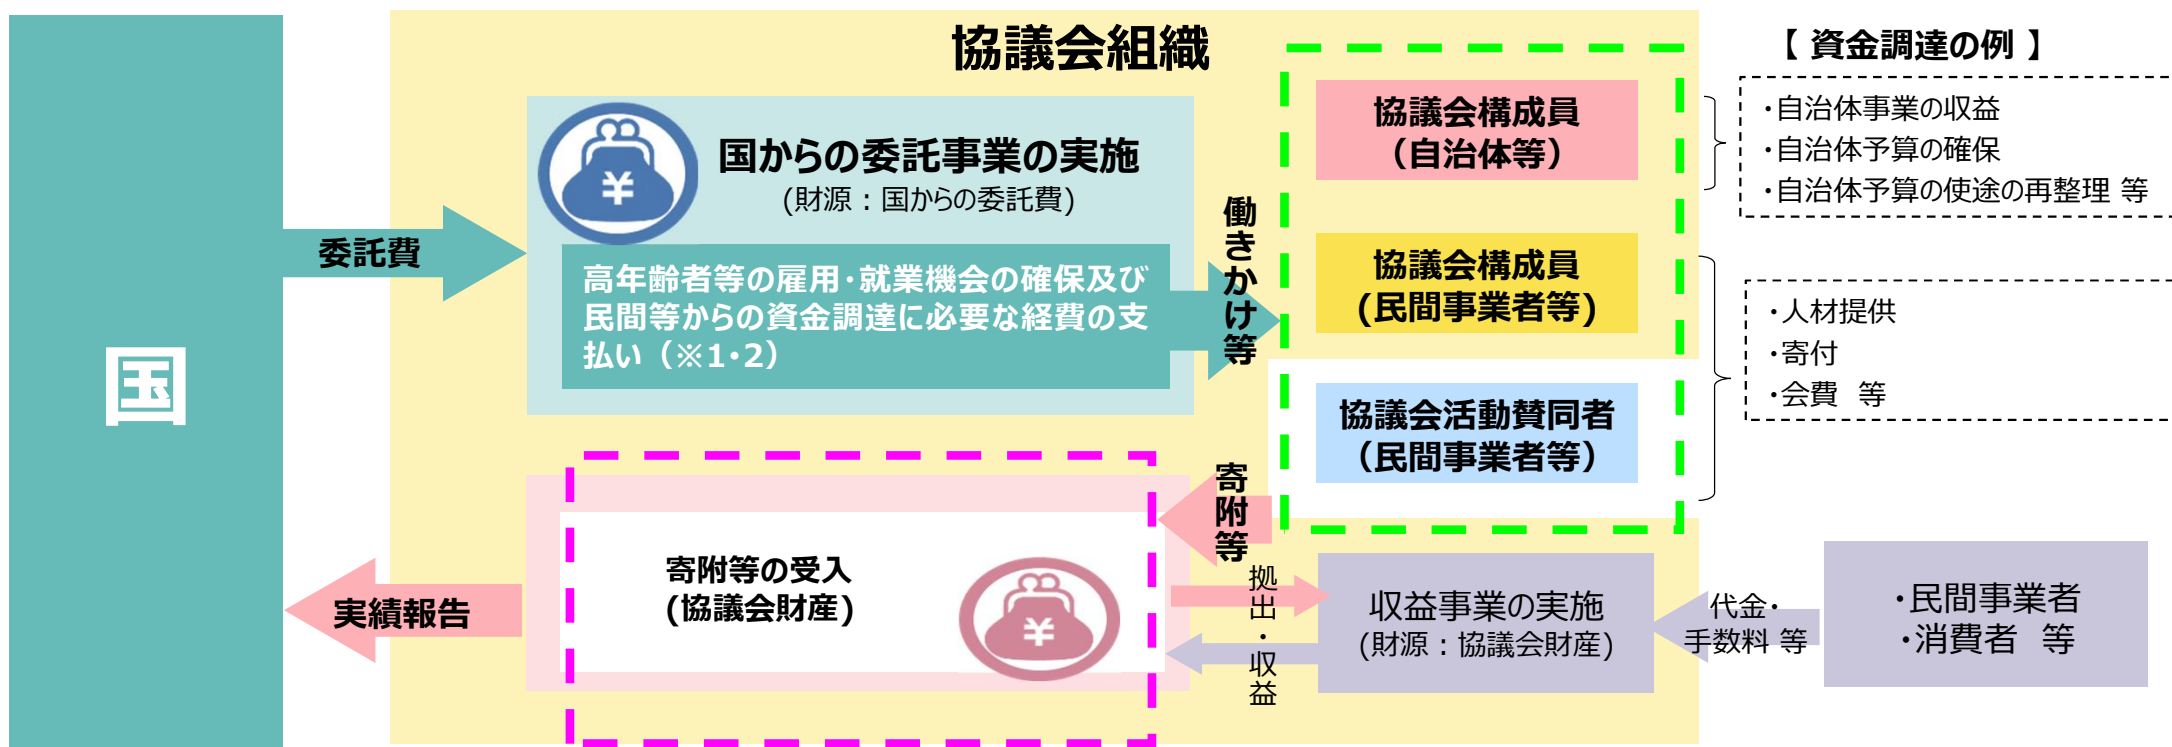 国
委託費
実績報告
協議会組織
国からの委託事業の実施
(財源：国からの委託費)
¥
高年齢者等の雇用・就業機会の確保及び
民間等からの資金調達に必要な経費の支
払い（※1・2）
働きかけ等
協議会構成員
（自治体等）
協議会構成員
(民間事業者等)
協議会活動賛同者
（民間事業者等）
【 資金調達の例 】
・自治体事業の収益
・自治体予算の確保
・自治体予算の使途の再整理 等
・人材提供
・寄付
・会費 等
寄附等
寄附等の受入
(協議会財産)
¥
拠出・収益
収益事業の実施
(財源：協議会財産)
代金・
手数料 等
・民間事業者
・消費者 等